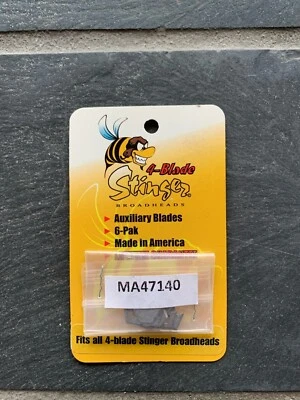 4-Blade
Stinger
BROADHEADS
Auxiliary Blades
6-Pak
Made in America
MA47140
Fits all 4-blade Stinger Broadheads